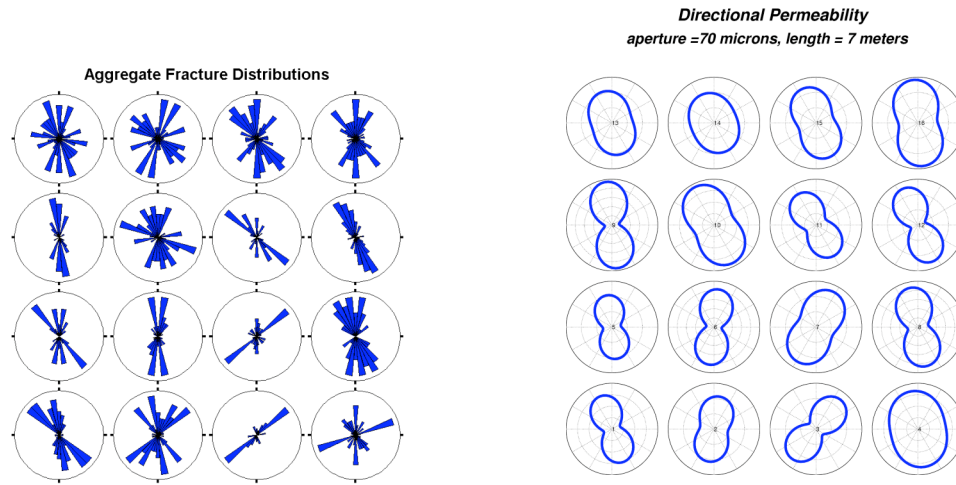 Directional Permeability
aperture =70 microns, length = 7 meters
Aggregate Fracture Distributions
13 14 15 16
9 10 11 12
5 6 7 8
1 2 3 4